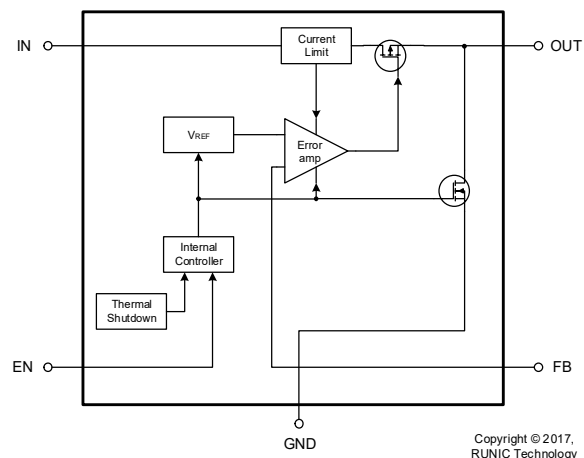 IN
Current
Limit
OUT
VREF
Error
amp
Internal
Controller
Thermal
Shutdown
EN
FB
GND
Copyright © 2017,
RUNIC Technology